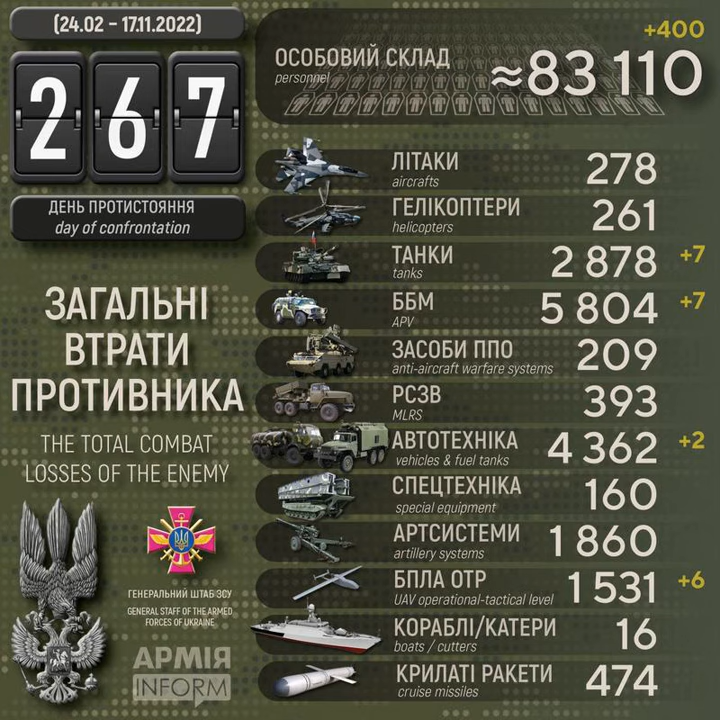 (24.02 – 17.11.2022)
267
ДЕНЬ ПРОТИСТОЯННЯ
day of confrontation
ЗАГАЛЬНІ
ВТРАТИ
ПРОТИВНИКА
THE TOTAL COMBAT
LOSSES OF THE ENEMY
ГЕНЕРАЛЬНИЙ ШТАБ ЗСУ
GENERAL STAFF OF THE ARMED
FORCES OF UKRAINE
АРМІЯ
INFORM
+400
ОСОБОВИЙ СКЛАД ≈83 110
personnel
ЛІТАКИ 278
aircrafts
ГЕЛІКОПТЕРИ 261
helicopters
ТАНКИ 2 878 +7
tanks
ББМ 5 804 +7
APV
ЗАСОБИ ППО 209
anti-aircraft warfare systems
РСЗВ 393
MLRS
АВТОТЕХНІКА 4 362 +2
vehicles & fuel tanks
СПЕЦТЕХНІКА 160
special equipment
АРТСИСТЕМИ 1 860
artillery systems
БПЛА ОТР 1 531 +6
UAV operational-tactical level
КОРАБЛІ/КАТЕРИ 16
boats / cutters
КРИЛАТІ РАКЕТИ 474
cruise missiles